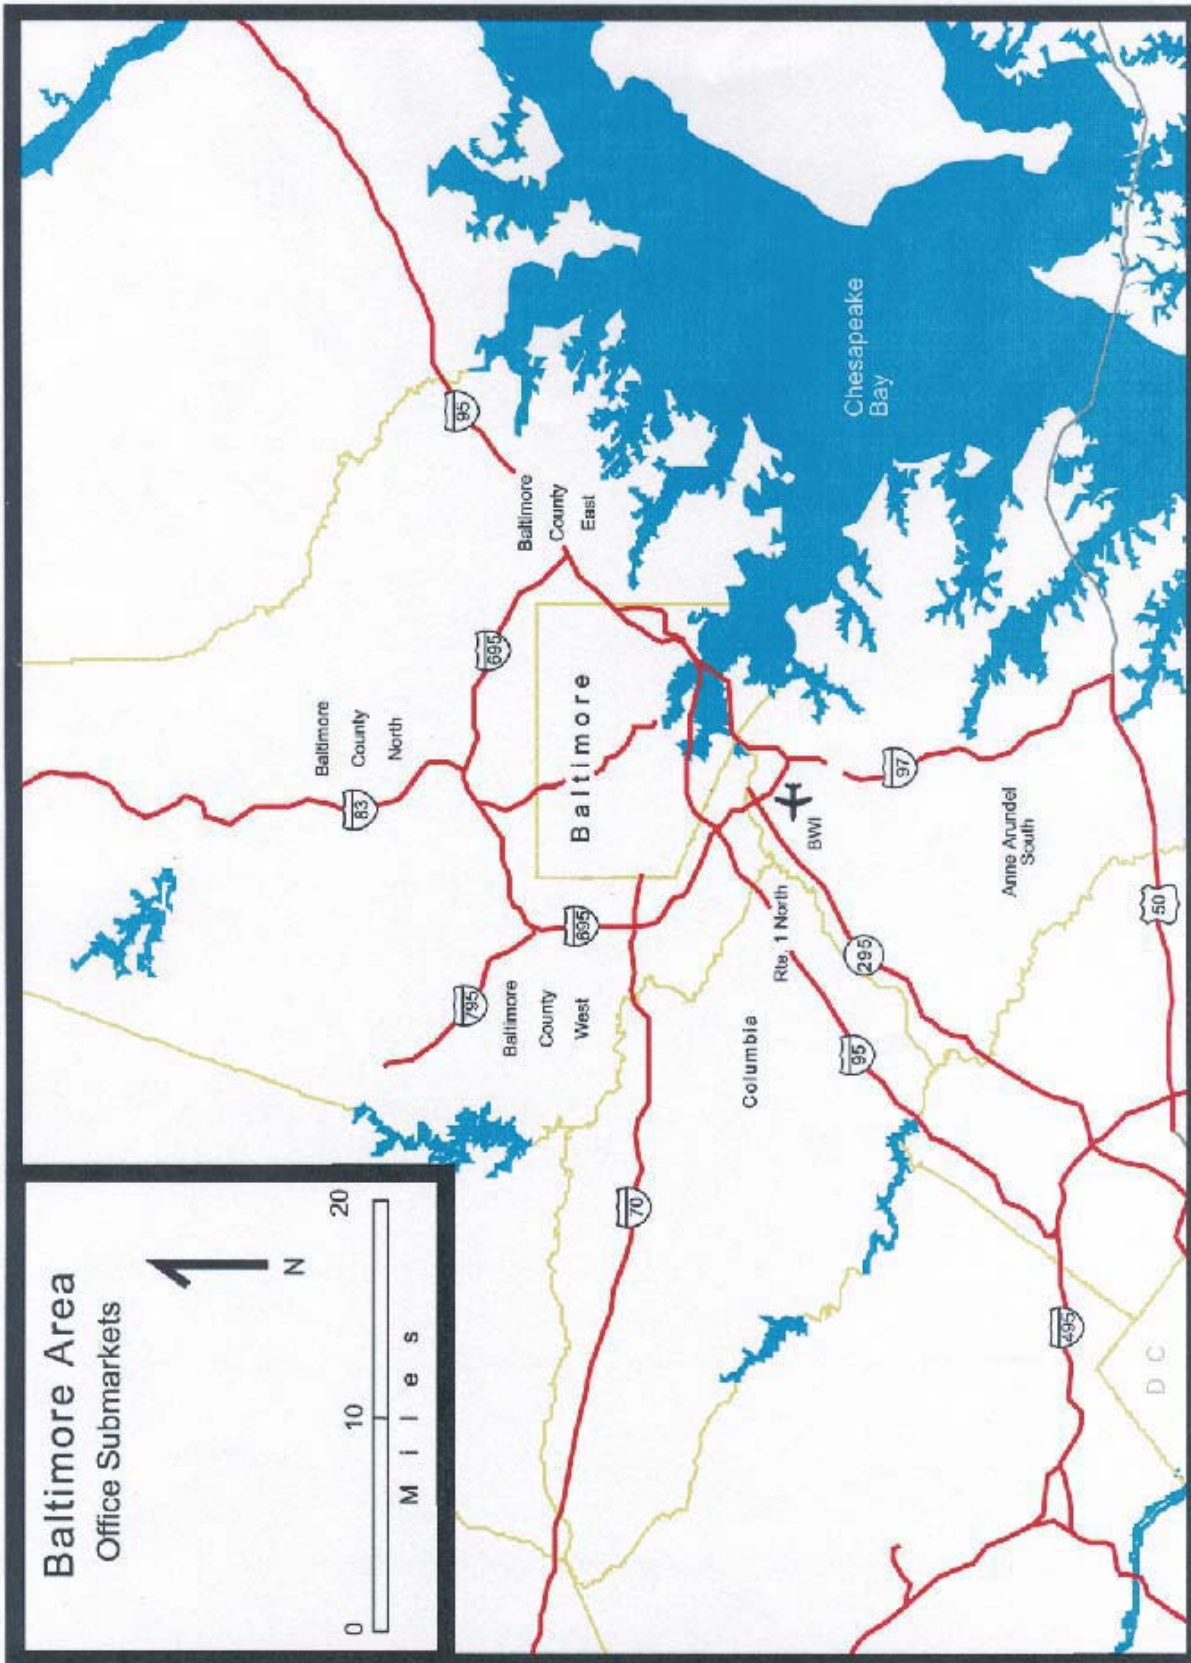 Baltimore Area
Office Submarkets
N
0
10
20
M i l e s
83
Baltimore
County
North
795
Baltimore
County
West
695
695
95
Baltimore
County
East
Baltimore
70
Columbia
Rte. 1 North
BWI
95
295
97
Chesapeake
Bay
Anne Arundel
South
50
495
D C